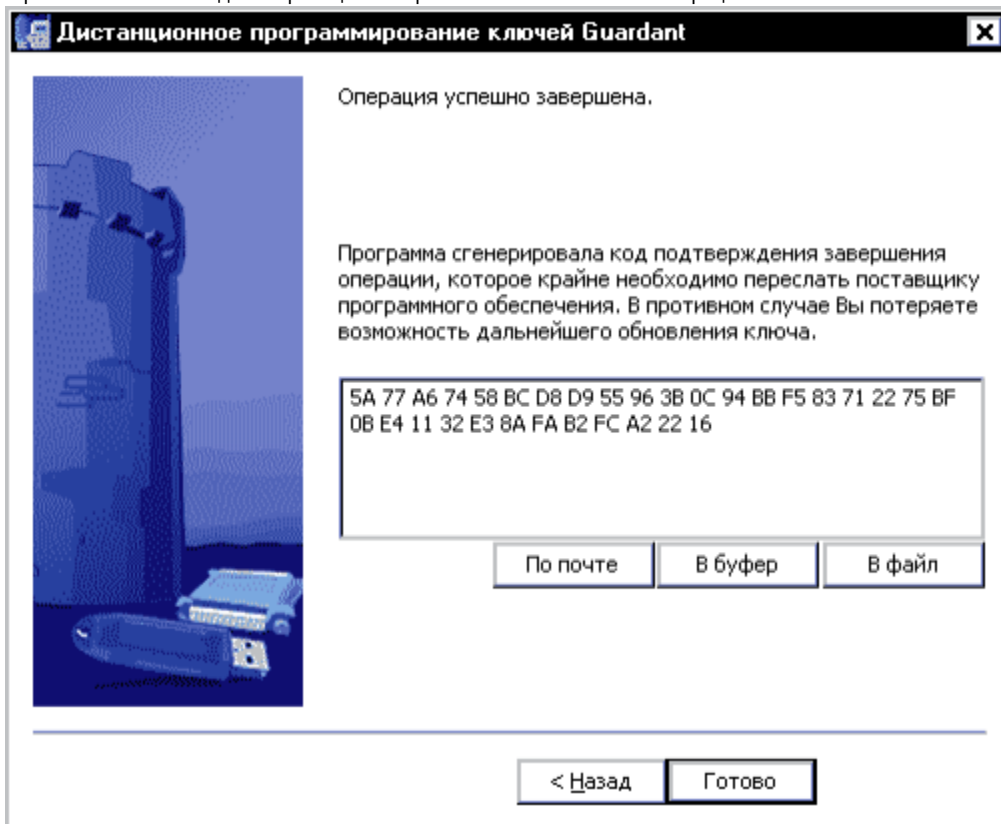 Дистанционное программирование ключей Guardant
Операция успешно завершена.
Программа сгенерировала код подтверждения завершения
операции, которое крайне необходимо переслать поставщику
программного обеспечения. В противном случае Вы потеряете
возможность дальнейшего обновления ключа.
5A 77 A6 74 58 BC D8 D9 55 96 3B 0C 94 BB F5 83 71 22 75 BF
0B E4 11 32 E3 8A FA B2 FC A2 22 16
По почте В буфер В файл
< Назад Готово